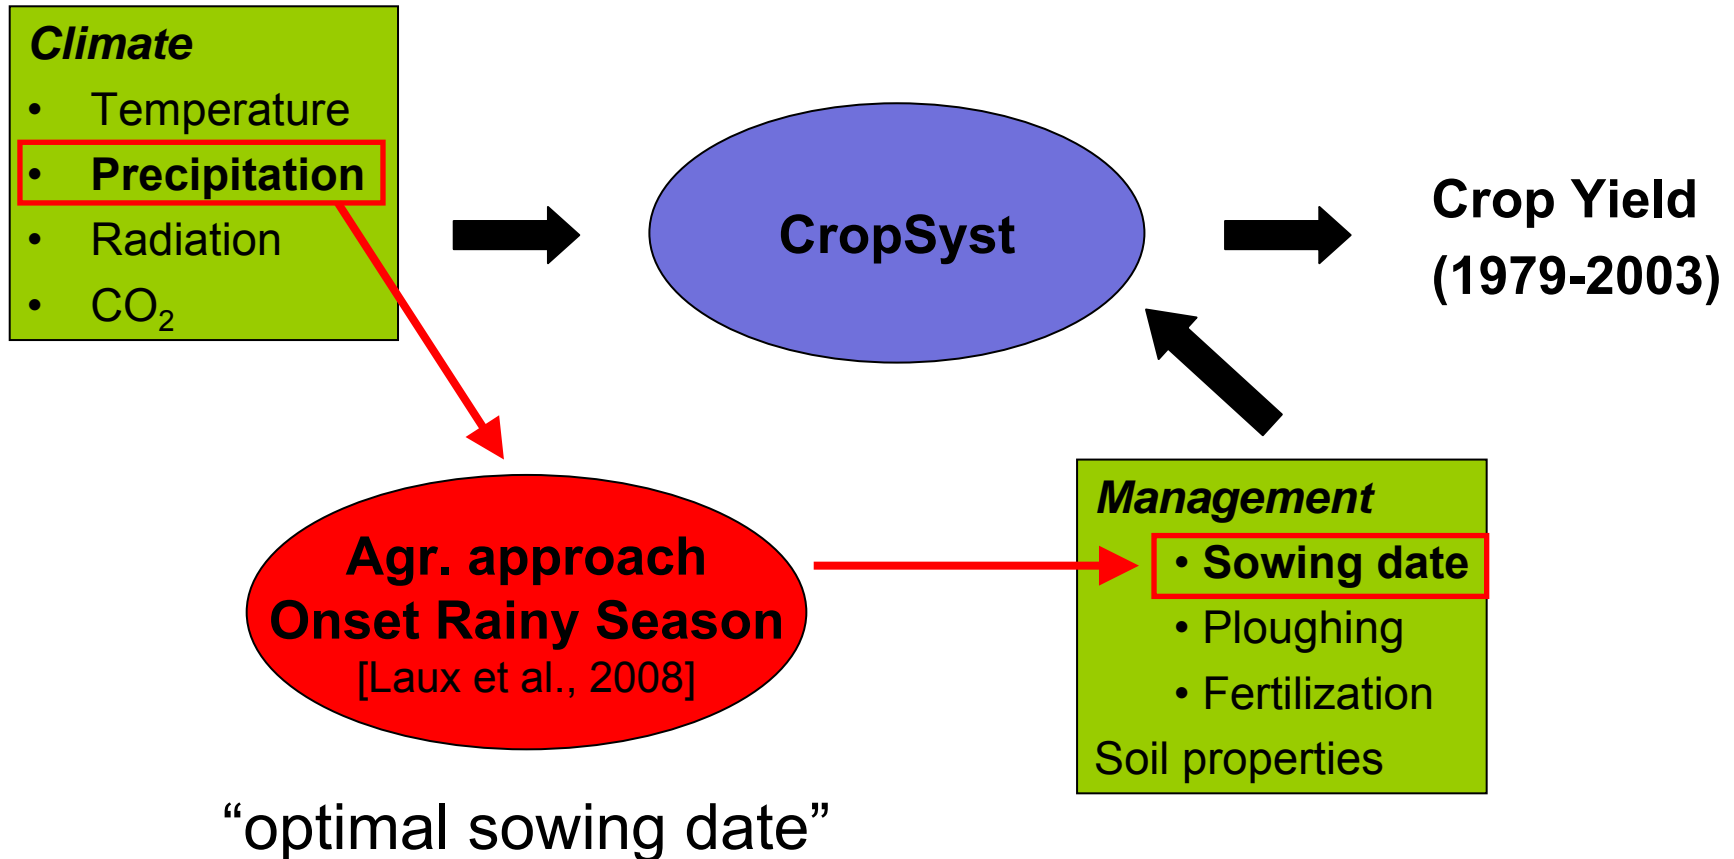 Climate
• Temperature
• Precipitation
• Radiation
• CO₂
CropSyst
Crop Yield
(1979-2003)
Agr. approach
Onset Rainy Season
[Laux et al., 2008]
“optimal sowing date”
Management
• Sowing date
• Ploughing
• Fertilization
Soil properties